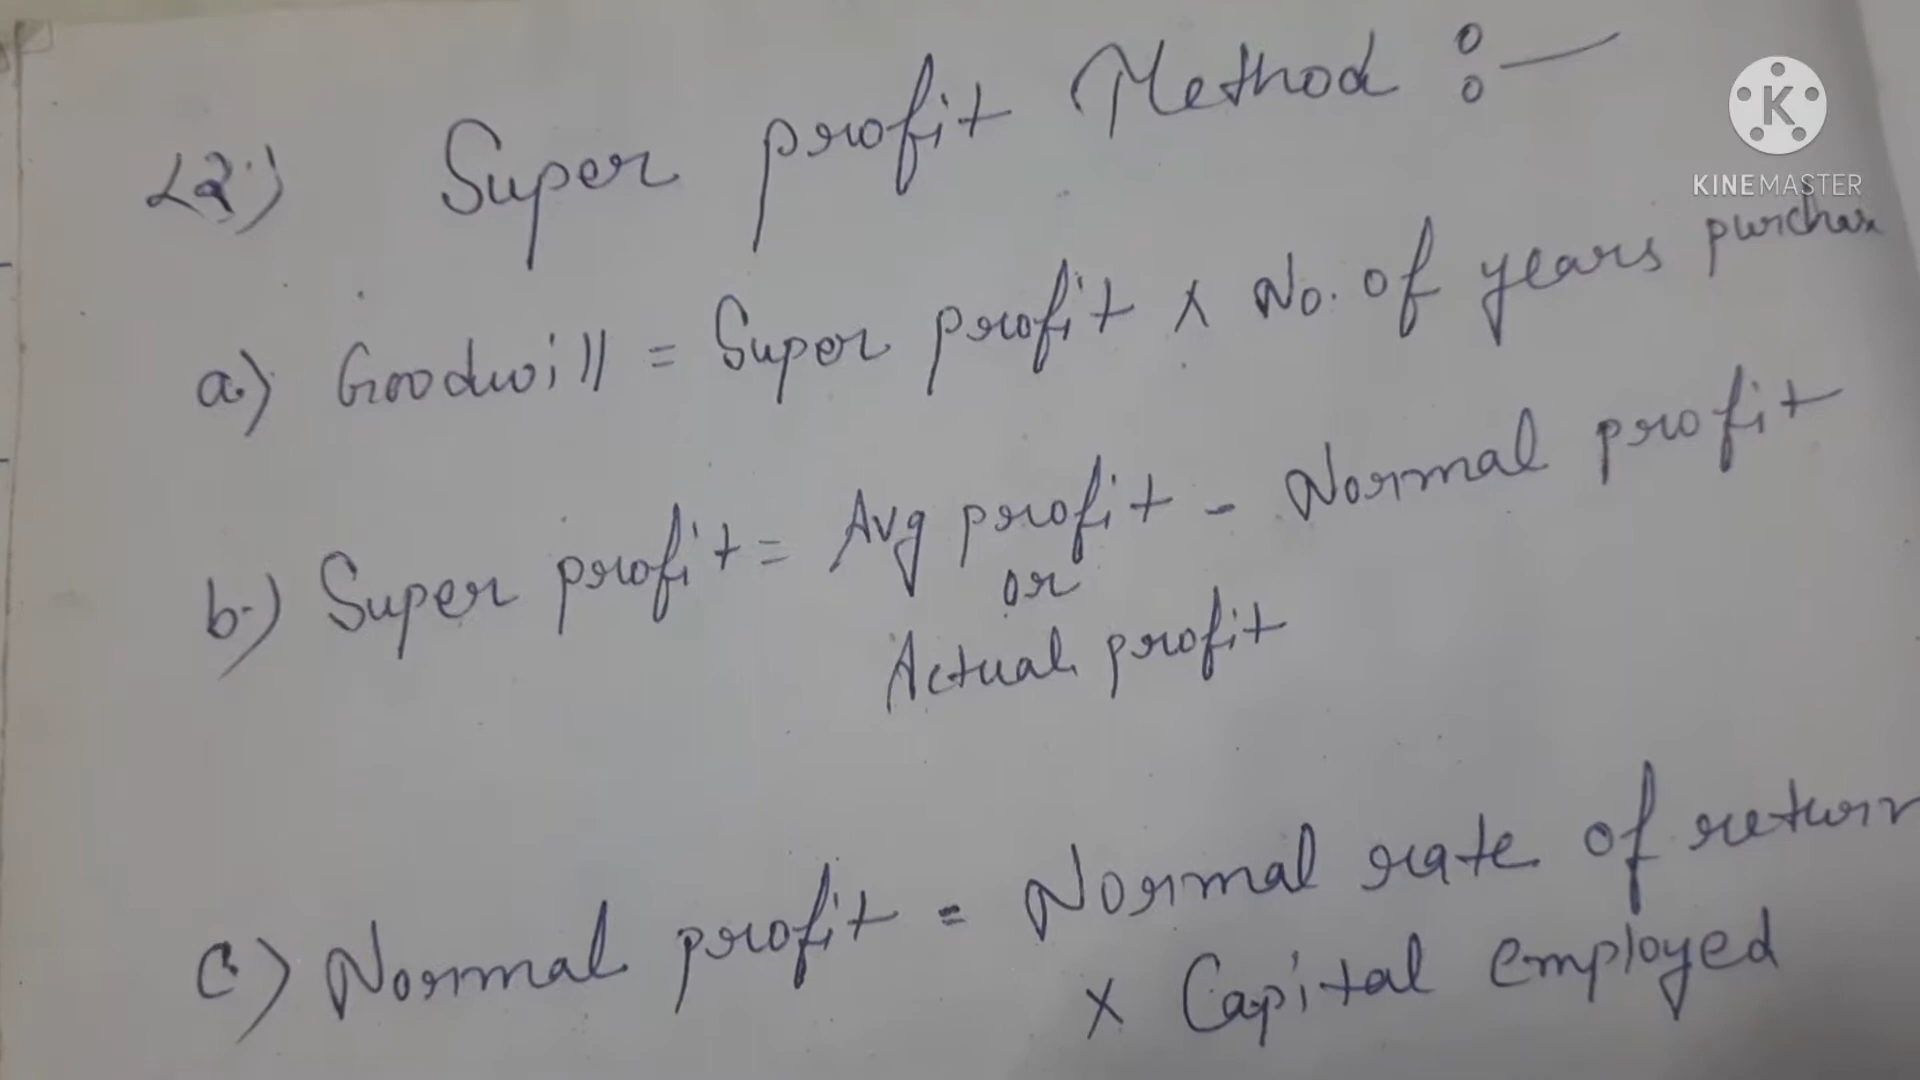 <2.) Super profit Method :-
K
KINEMASTER
a.) Goodwill = Super profit x No. of years purchase
b.) Super profit = Avg profit - Normal profit
or
Actual profit
c.) Normal profit = Normal rate of return
x Capital employed